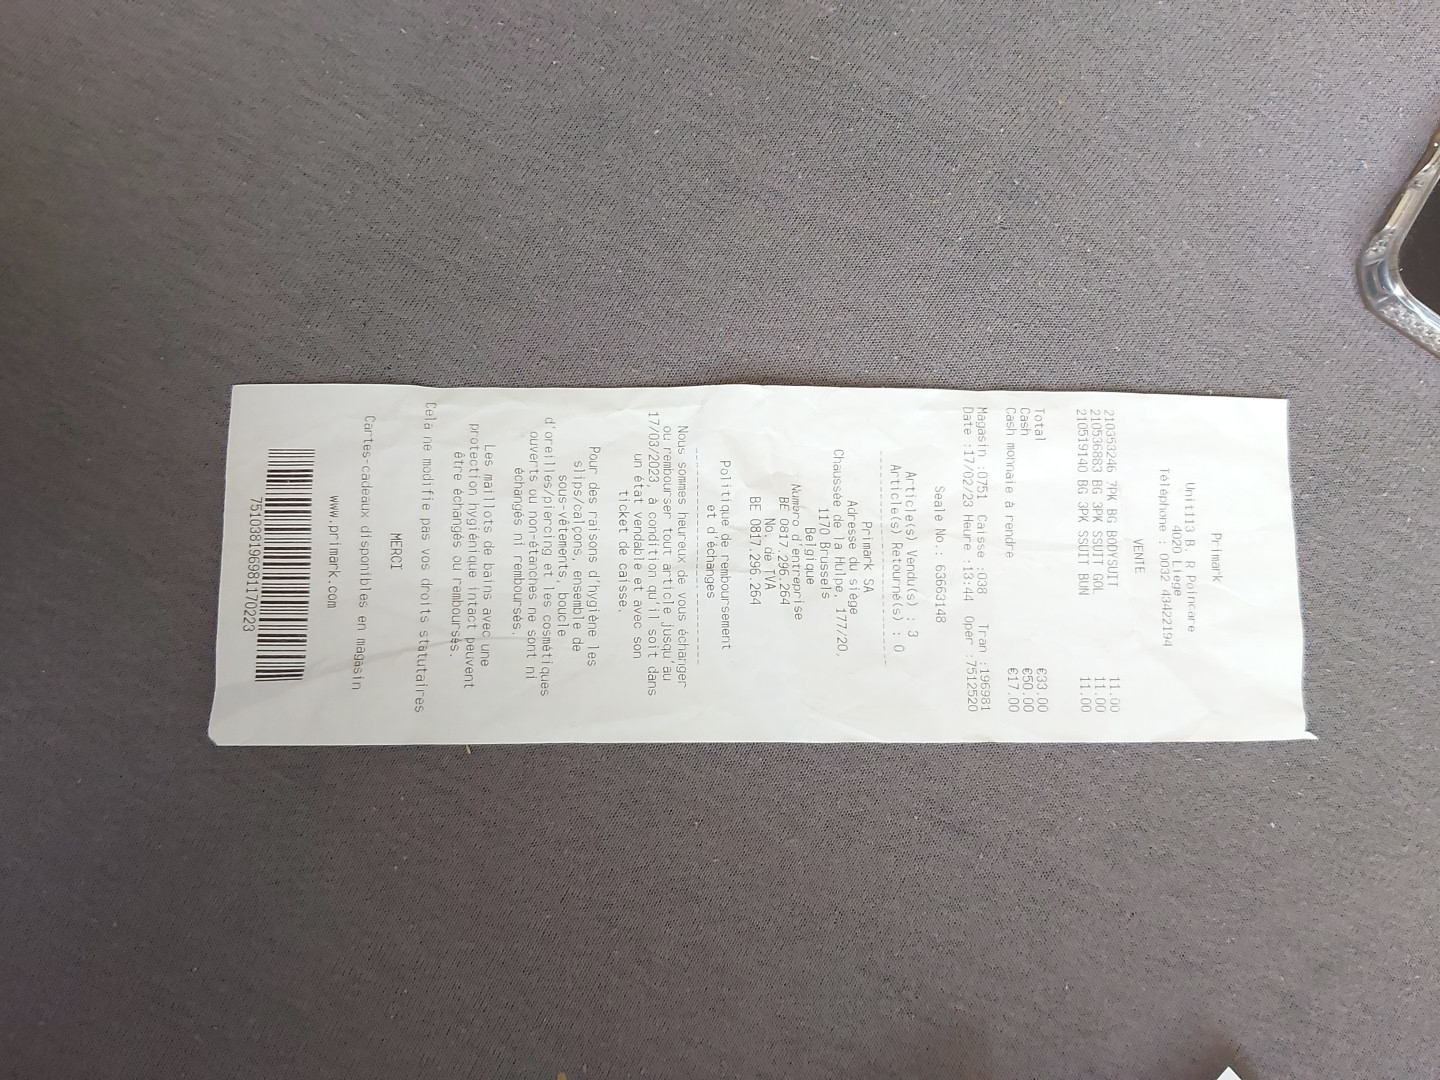 Primark
Unit113 B. R Poincare
4020 Liege
Téléphone : 0032 43422194
VENTE
210353246 7PK BG BODYSUIT 11.00
210536883 BG 3PK SSUIT GOL 11.00
210519140 BG 3PK SSUIT BUN 11.00
Total €33.00
Cash €50.00
Cash monnaie à rendre €17.00
Magasin :0751 Caisse :038 Tran :196981
Date :17/02/23 Heure :13:44 Oper :7512520
Seale No.: 63663148
Article(s) Vendu(s) : 3
Article(s) Retourné(s) : 0
Primark SA
Adresse du siège
Chaussée de la Hulpe, 177/20,
1170 Brussels
Belgique
Numéro d'entreprise
BE 0817.296.264
No. de TVA
BE 0817.296.264
Politique de remboursement
et d'échanges
Nous sommes heureux de vous échanger
ou rembourser tout article jusqu'au
17/03/2023, à condition qu'il soit dans
un état vendable et avec son
ticket de caisse.
Pour des raisons d'hygiène les
slips/caleçons, ensemble de
sous-vêtements, boucle
d'oreilles/piercing et les cosmétiques
ouverts ou non-étanches ne sont ni
échangés ni remboursés.
Les maillots de bains avec une
protection hygiénique intact peuvent
être échangés ou remboursés.
Cela ne modifie pas vos droits statutaires
MERCI
Cartes-cadeaux disponibles en magasin
www.primark.com
751038196981170223